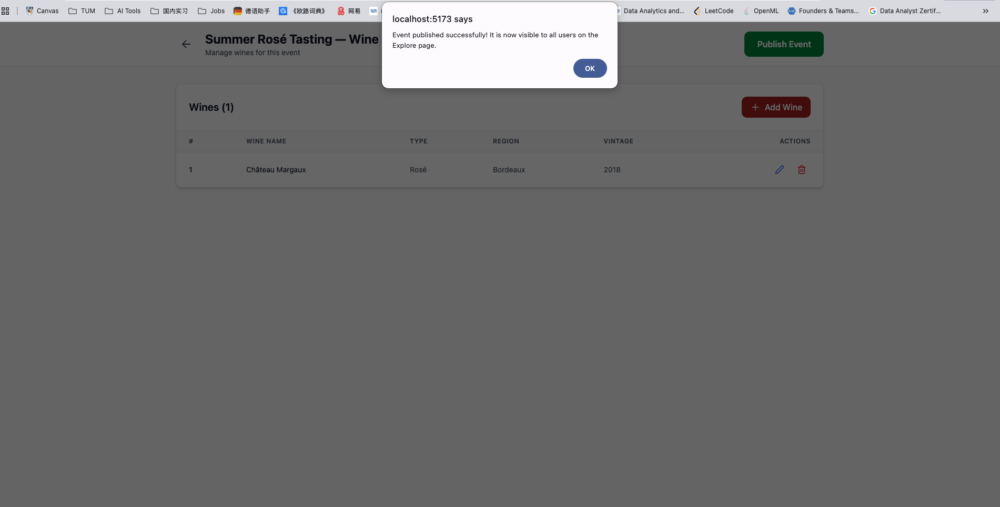 Canvas
TUM
AI Tools
国内实习
Jobs
德语助手
《欧路词典》
网易
TUM
Data Analytics and...
LeetCode
OpenML
Founders & Teams...
Data Analyst Zertif...
localhost:5173 says
Event published successfully! It is now visible to all users on the
Explore page.
OK
Summer Rosé Tasting — Wine
Manage wines for this event
Publish Event
Wines (1)
Add Wine
# WINE NAME TYPE REGION VINTAGE ACTIONS
1 Château Margaux Rosé Bordeaux 2018